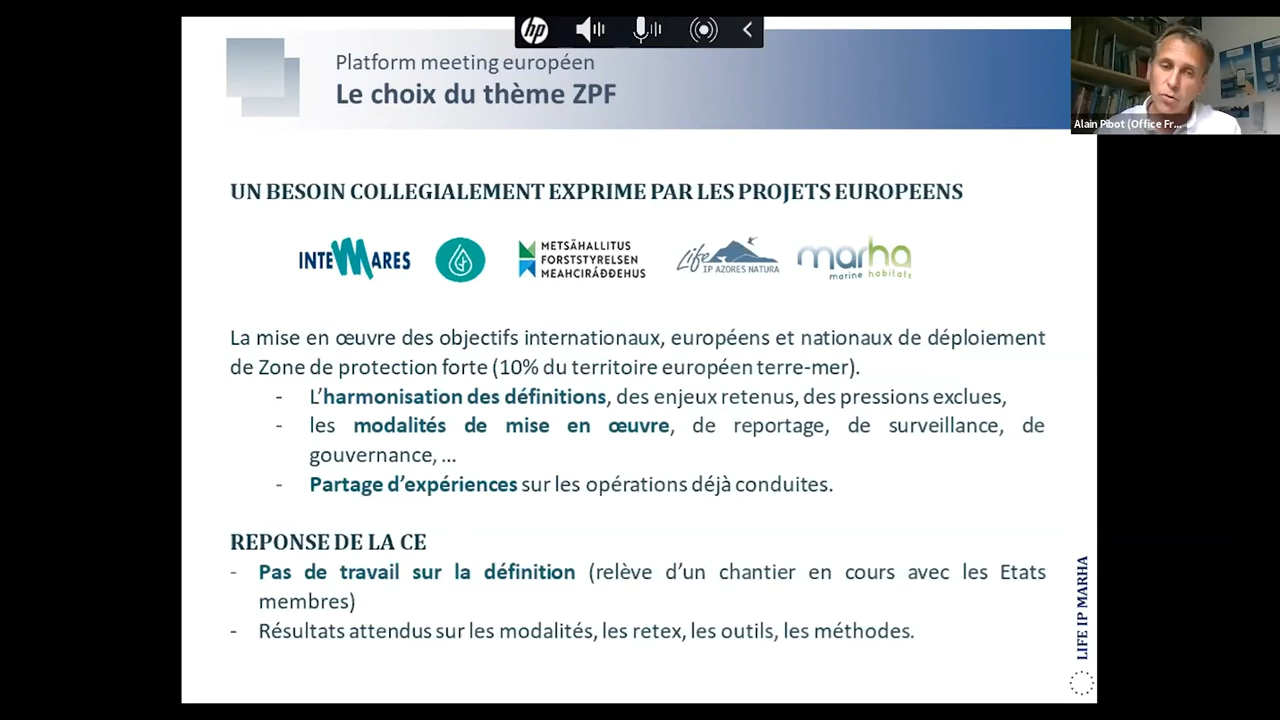 hp
Platform meeting européen
Le choix du thème ZPF
Alain Pibot (Office Fr...
UN BESOIN COLLEGIALEMENT EXPRIME PAR LES PROJETS EUROPEENS
INTEMARES
METSÄHALLITUS
FORSTSTYRELSEN
MEAHCIRÁĐĐEHUS
Life
IP AZORES NATURA
marha
marine habitats
La mise en œuvre des objectifs internationaux, européens et nationaux de déploiement
de Zone de protection forte (10% du territoire européen terre-mer).
- L’harmonisation des définitions, des enjeux retenus, des pressions exclues,
- les modalités de mise en œuvre, de reportage, de surveillance, de
gouvernance, ...
- Partage d’expériences sur les opérations déjà conduites.
REPONSE DE LA CE
- Pas de travail sur la définition (relève d’un chantier en cours avec les Etats
membres)
- Résultats attendus sur les modalités, les retex, les outils, les méthodes.
LIFE IP MARHA